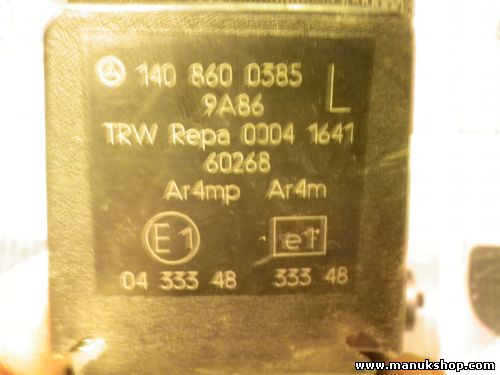 140 860 0385 L
9A86
TRW Repa 0004 1641
60268
Ar4mp Ar4m
E1 e1
04 333 48 333 48
www.manukshop.com